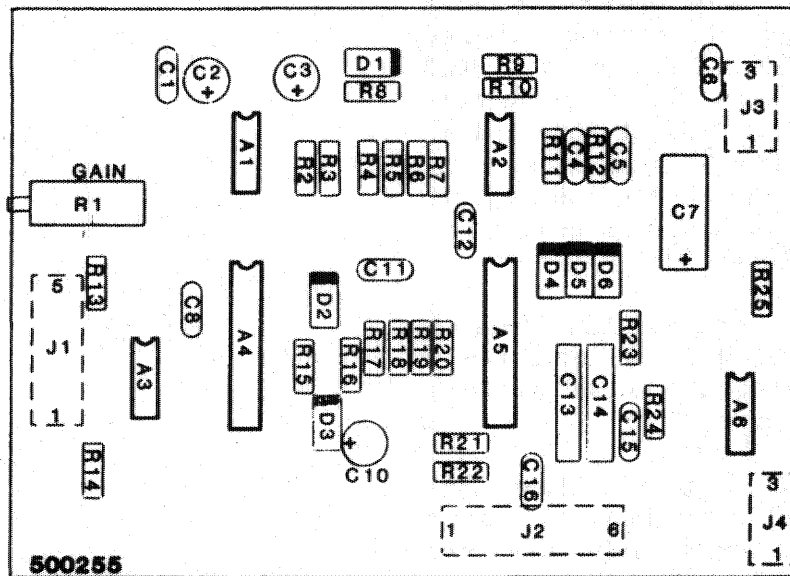 C1
C2
+
C3
+
D1
R8
R9
R10
C6
3
J3
1
A1
R2
R3
R4
R5
R6
R7
A2
R11
C4
R12
C5
GAIN
R1
C7
+
C12
R13
5
J1
1
C8
A3
A4
C11
D2
D4
D5
D6
R25
A5
R15
R16
R17
R18
R19
R20
R23
C13
C14
C15
R24
A6
D3
+
C10
R21
R22
R14
C16
1 J2 6
3
J4
1
500255